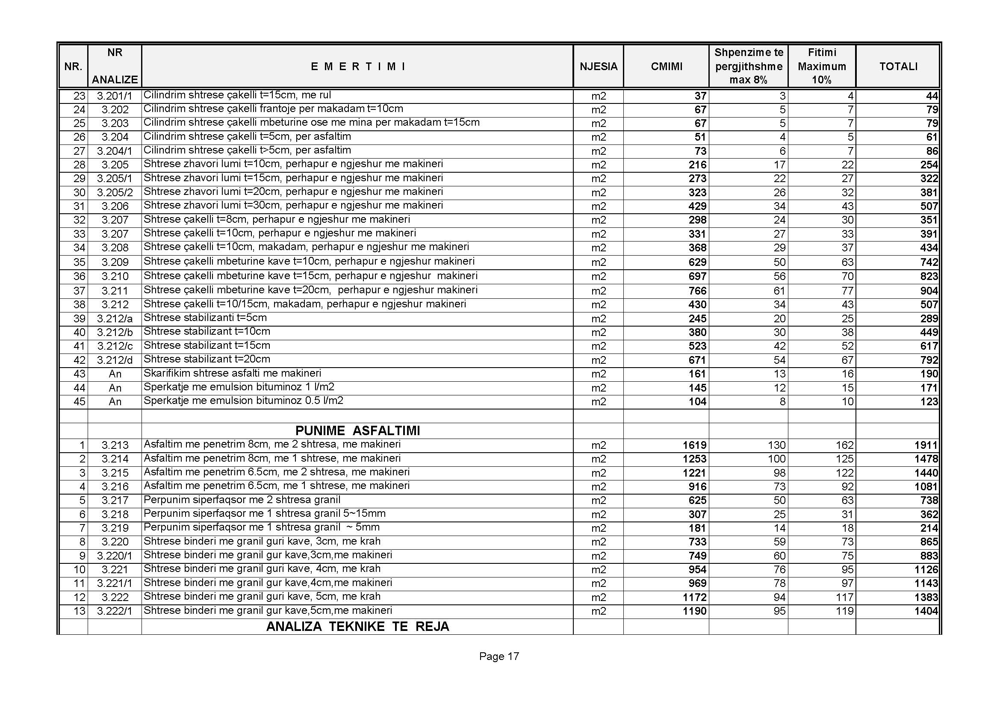 NR. NR ANALIZE E M E R T I M I NJESIA CMIMI Shpenzime te pergjithshme max 8% Fitimi Maximum 10% TOTALI
23 3.201/1 Cilindrim shtrese çakelli t=15cm, me rul m2 37 3 4 44
24 3.202 Cilindrim shtrese çakelli frantoje per makadam t=10cm m2 67 5 7 79
25 3.203 Cilindrim shtrese çakelli mbeturine ose me mina per makadam t=15cm m2 67 5 7 79
26 3.204 Cilindrim shtrese çakelli t=5cm, per asfaltim m2 51 4 5 61
27 3.204/1 Cilindrim shtrese çakelli t>5cm, per asfaltim m2 73 6 7 86
28 3.205 Shtrese zhavori lumi t=10cm, perhapur e ngjeshur me makineri m2 216 17 22 254
29 3.205/1 Shtrese zhavori lumi t=15cm, perhapur e ngjeshur me makineri m2 273 22 27 322
30 3.205/2 Shtrese zhavori lumi t=20cm, perhapur e ngjeshur me makineri m2 323 26 32 381
31 3.206 Shtrese zhavori lumi t=30cm, perhapur e ngjeshur me makineri m2 429 34 43 507
32 3.207 Shtrese çakelli t=8cm, perhapur e ngjeshur me makineri m2 298 24 30 351
33 3.207 Shtrese çakelli t=10cm, perhapur e ngjeshur me makineri m2 331 27 33 391
34 3.208 Shtrese çakelli t=10cm, makadam, perhapur e ngjeshur me makineri m2 368 29 37 434
35 3.209 Shtrese çakelli mbeturine kave t=10cm, perhapur e ngjeshur makineri m2 629 50 63 742
36 3.210 Shtrese çakelli mbeturine kave t=15cm, perhapur e ngjeshur makineri m2 697 56 70 823
37 3.211 Shtrese çakelli mbeturine kave t=20cm, perhapur e ngjeshur makineri m2 766 61 77 904
38 3.212 Shtrese çakelli t=10/15cm, makadam, perhapur e ngjeshur makineri m2 430 34 43 507
39 3.212/a Shtrese stabilizanti t=5cm m2 245 20 25 289
40 3.212/b Shtrese stabilizant t=10cm m2 380 30 38 449
41 3.212/c Shtrese stabilizant t=15cm m2 523 42 52 617
42 3.212/d Shtrese stabilizant t=20cm m2 671 54 67 792
43 An Skarifikim shtrese asfalti me makineri m2 161 13 16 190
44 An Sperkatje me emulsion bituminoz 1 l/m2 m2 145 12 15 171
45 An Sperkatje me emulsion bituminoz 0.5 l/m2 m2 104 8 10 123
PUNIME ASFALTIMI
1 3.213 Asfaltim me penetrim 8cm, me 2 shtresa, me makineri m2 1619 130 162 1911
2 3.214 Asfaltim me penetrim 8cm, me 1 shtrese, me makineri m2 1253 100 125 1478
3 3.215 Asfaltim me penetrim 6.5cm, me 2 shtresa, me makineri m2 1221 98 122 1440
4 3.216 Asfaltim me penetrim 6.5cm, me 1 shtrese, me makineri m2 916 73 92 1081
5 3.217 Perpunim siperfaqsor me 2 shtresa granil m2 625 50 63 738
6 3.218 Perpunim siperfaqsor me 1 shtresa granil 5~15mm m2 307 25 31 362
7 3.219 Perpunim siperfaqsor me 1 shtresa granil ~ 5mm m2 181 14 18 214
8 3.220 Shtrese binderi me granil guri kave, 3cm, me krah m2 733 59 73 865
9 3.220/1 Shtrese binderi me granil gur kave,3cm,me makineri m2 749 60 75 883
10 3.221 Shtrese binderi me granil guri kave, 4cm, me krah m2 954 76 95 1126
11 3.221/1 Shtrese binderi me granil gur kave,4cm,me makineri m2 969 78 97 1143
12 3.222 Shtrese binderi me granil guri kave, 5cm, me krah m2 1172 94 117 1383
13 3.222/1 Shtrese binderi me granil gur kave,5cm,me makineri m2 1190 95 119 1404
ANALIZA TEKNIKE TE REJA
Page 17